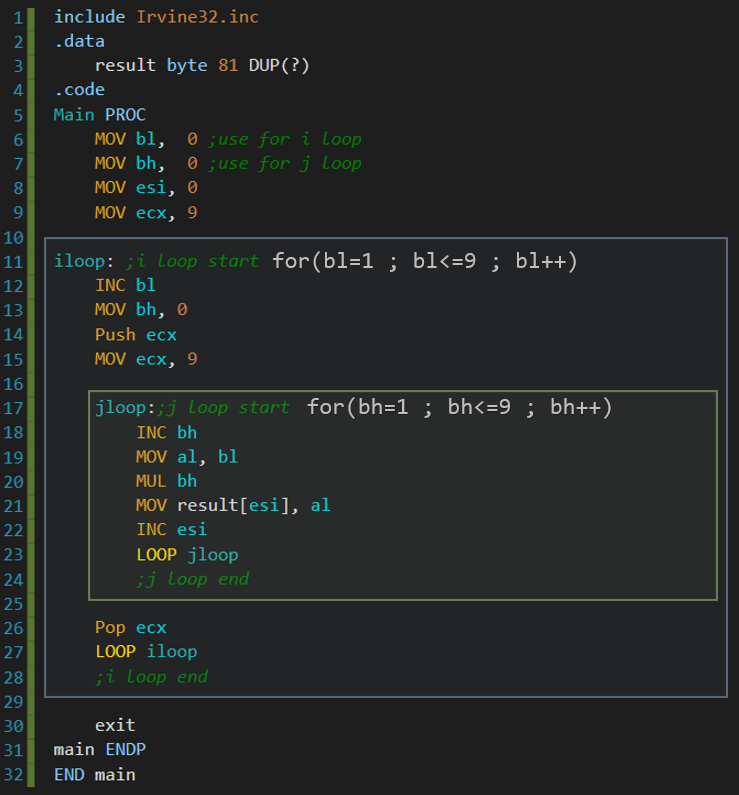 1 include Irvine32.inc
2 .data
3 result byte 81 DUP(?)
4 .code
5 Main PROC
6 MOV bl, 0 ;use for i loop
7 MOV bh, 0 ;use for j loop
8 MOV esi, 0
9 MOV ecx, 9
10
11 iloop: ;i loop start for(bl=1 ; bl<=9 ; bl++)
12 INC bl
13 MOV bh, 0
14 Push ecx
15 MOV ecx, 9
16
17 jloop:;j loop start for(bh=1 ; bh<=9 ; bh++)
18 INC bh
19 MOV al, bl
20 MUL bh
21 MOV result[esi], al
22 INC esi
23 LOOP jloop
24 ;j loop end
25
26 Pop ecx
27 LOOP iloop
28 ;i loop end
29
30 exit
31 main ENDP
32 END main